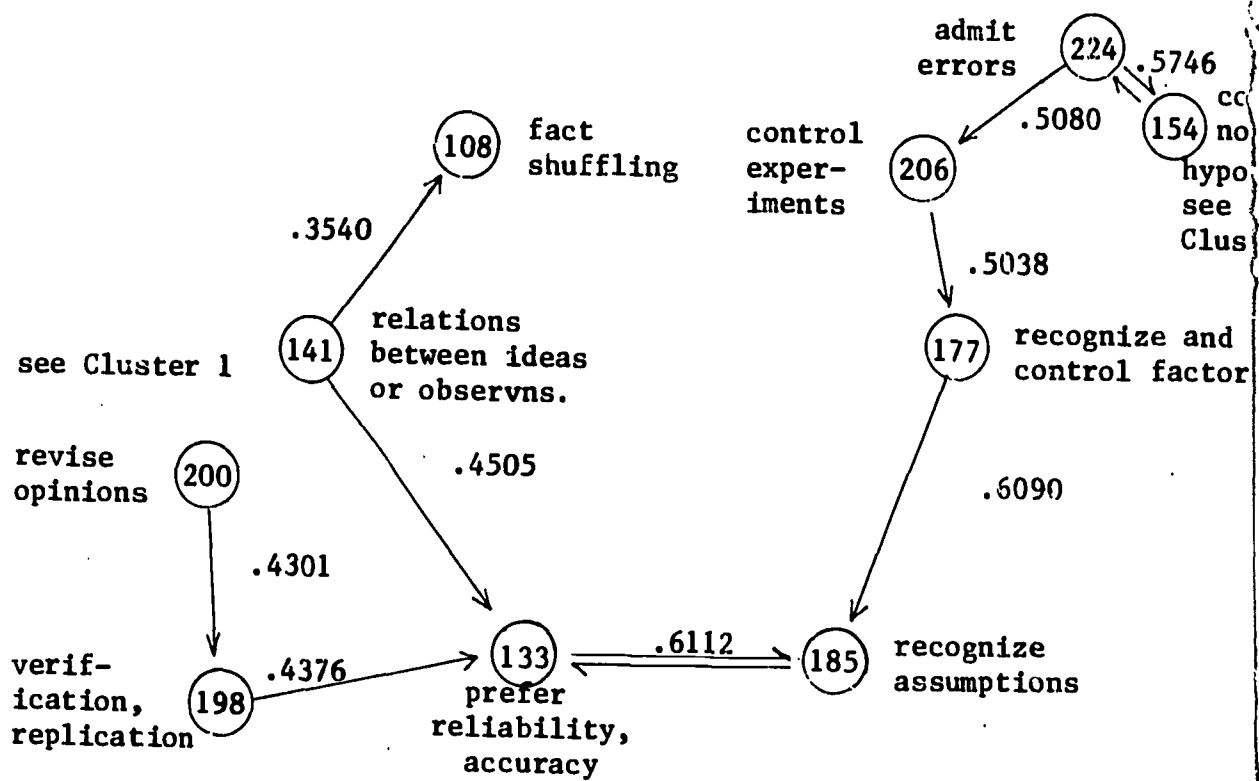 admit
errors
224
.5746
.5080
154
cc
no
hypo
see
Clus
108
fact
shuffling
control
exper-
iments
206
.3540
.5038
141
relations
between ideas
or observns.
see Cluster 1
177
recognize and
control factor
revise
opinions
200
.4505
.6090
.4301
verif-
ication,
replication
198
.4376
133
prefer
reliability,
accuracy
.6112
185
recognize
assumptions